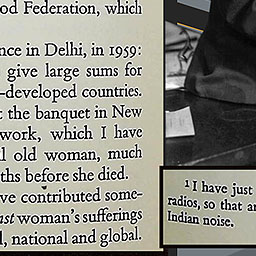 od Federation, which
nce in Delhi, in 1959:
give large sums for
-developed countries.
t the banquet in New
work, which I have
l old woman, much
ths before she died.
ve contributed some-
ast woman's sufferings
l, national and global.
1 I have just
radios, so that
Indian noise.